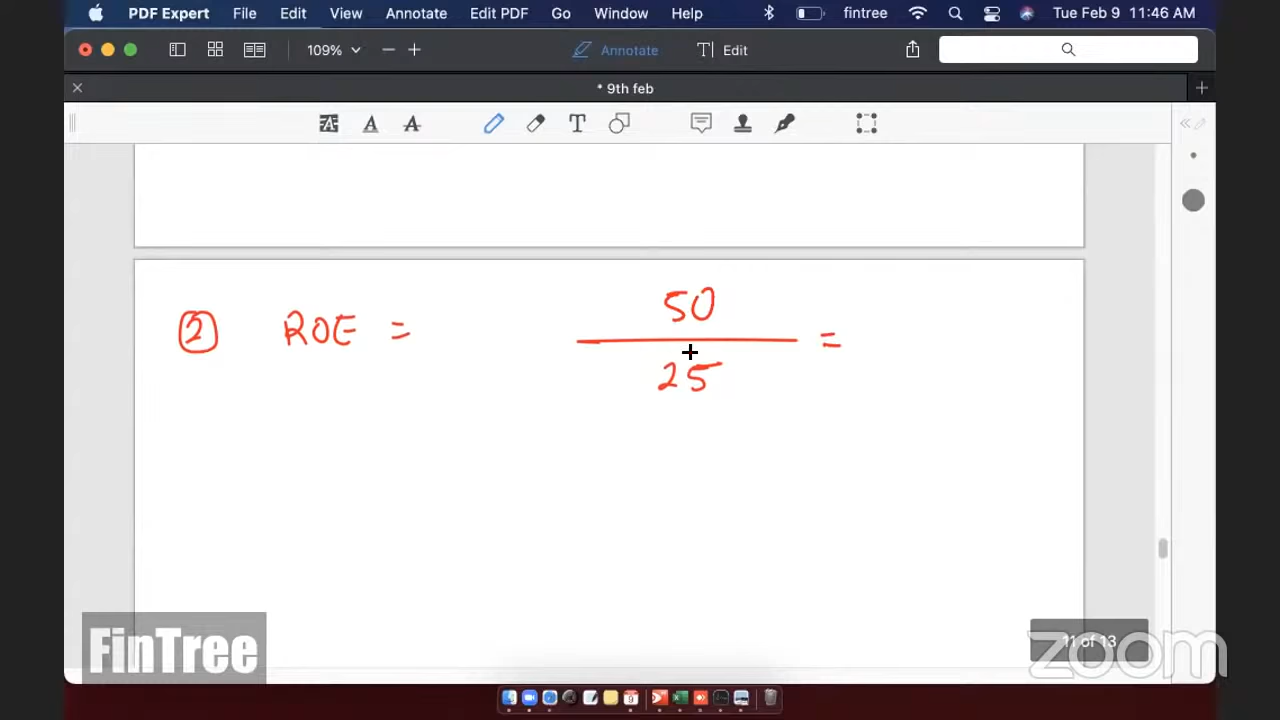 PDF Expert File Edit View Annotate Edit PDF Go Window Help fintree Tue Feb 9 11:46 AM
109% Annotate T Edit
* 9th feb
A A A T
50
② ROE = =
25
FinTree
11 of 13
zoom
9